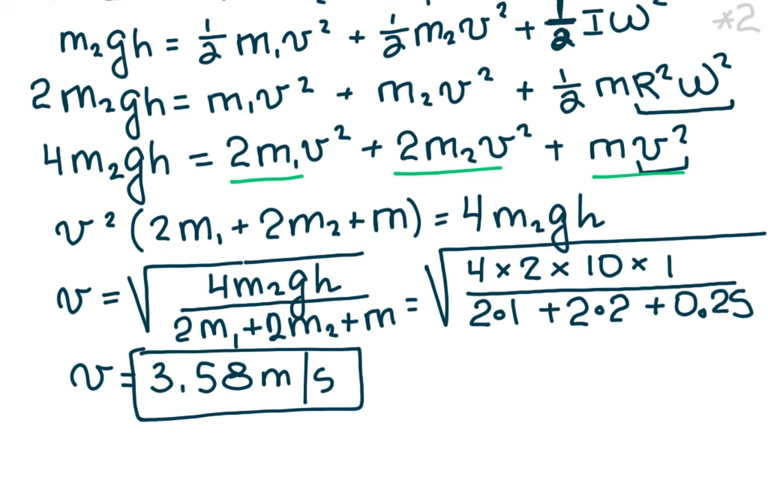 m₂gh = ½ m₁v² + ½ m₂v² + ½ Iω² *2
2m₂gh = m₁v² + m₂v² + ½ mR²ω²
4m₂gh = 2m₁v² + 2m₂v² + mv²
v²(2m₁ + 2m₂ + m) = 4m₂gh
v = √(4m₂gh / (2m₁ + 2m₂ + m)) = √(4 × 2 × 10 × 1 / (2•1 + 2•2 + 0.25))
v = 3.58m/s